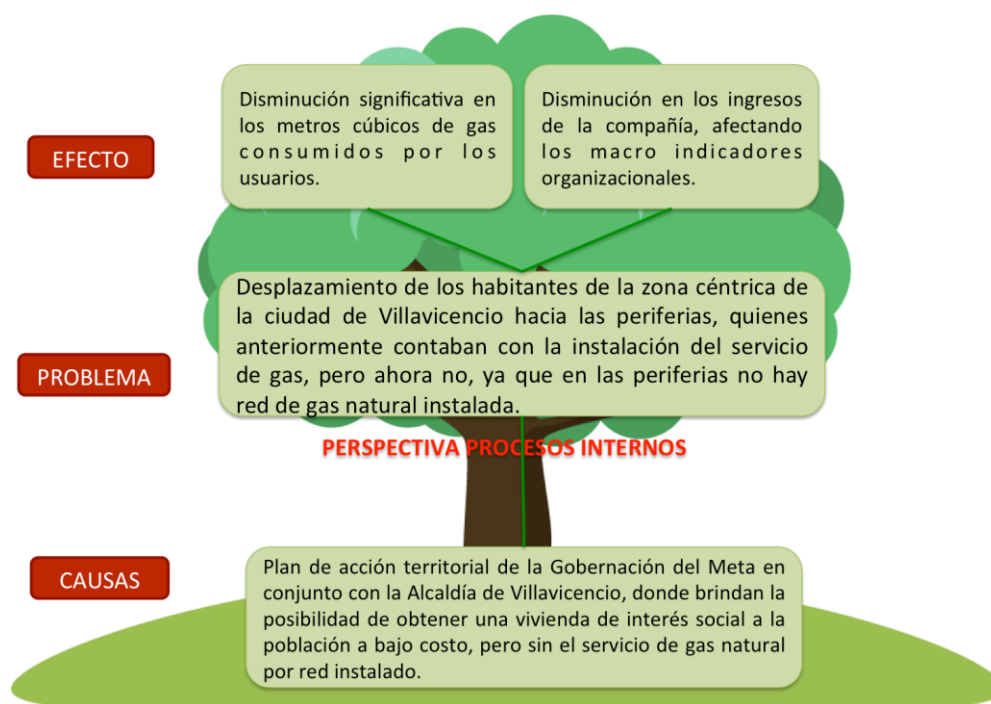 Disminución significativa en
los metros cúbicos de gas
consumidos por los
usuarios.
Disminución en los ingresos
de la compañía, afectando
los macro indicadores
organizacionales.
EFECTO
Desplazamiento de los habitantes de la zona céntrica de
la ciudad de Villavicencio hacia las periferias, quienes
anteriormente contaban con la instalación del servicio
de gas, pero ahora no, ya que en las periferias no hay
red de gas natural instalada.
PROBLEMA
PERSPECTIVA PROCESOS INTERNOS
CAUSAS
Plan de acción territorial de la Gobernación del Meta en
conjunto con la Alcaldía de Villavicencio, donde brindan la
posibilidad de obtener una vivienda de interés social a la
población a bajo costo, pero sin el servicio de gas natural
por red instalado.